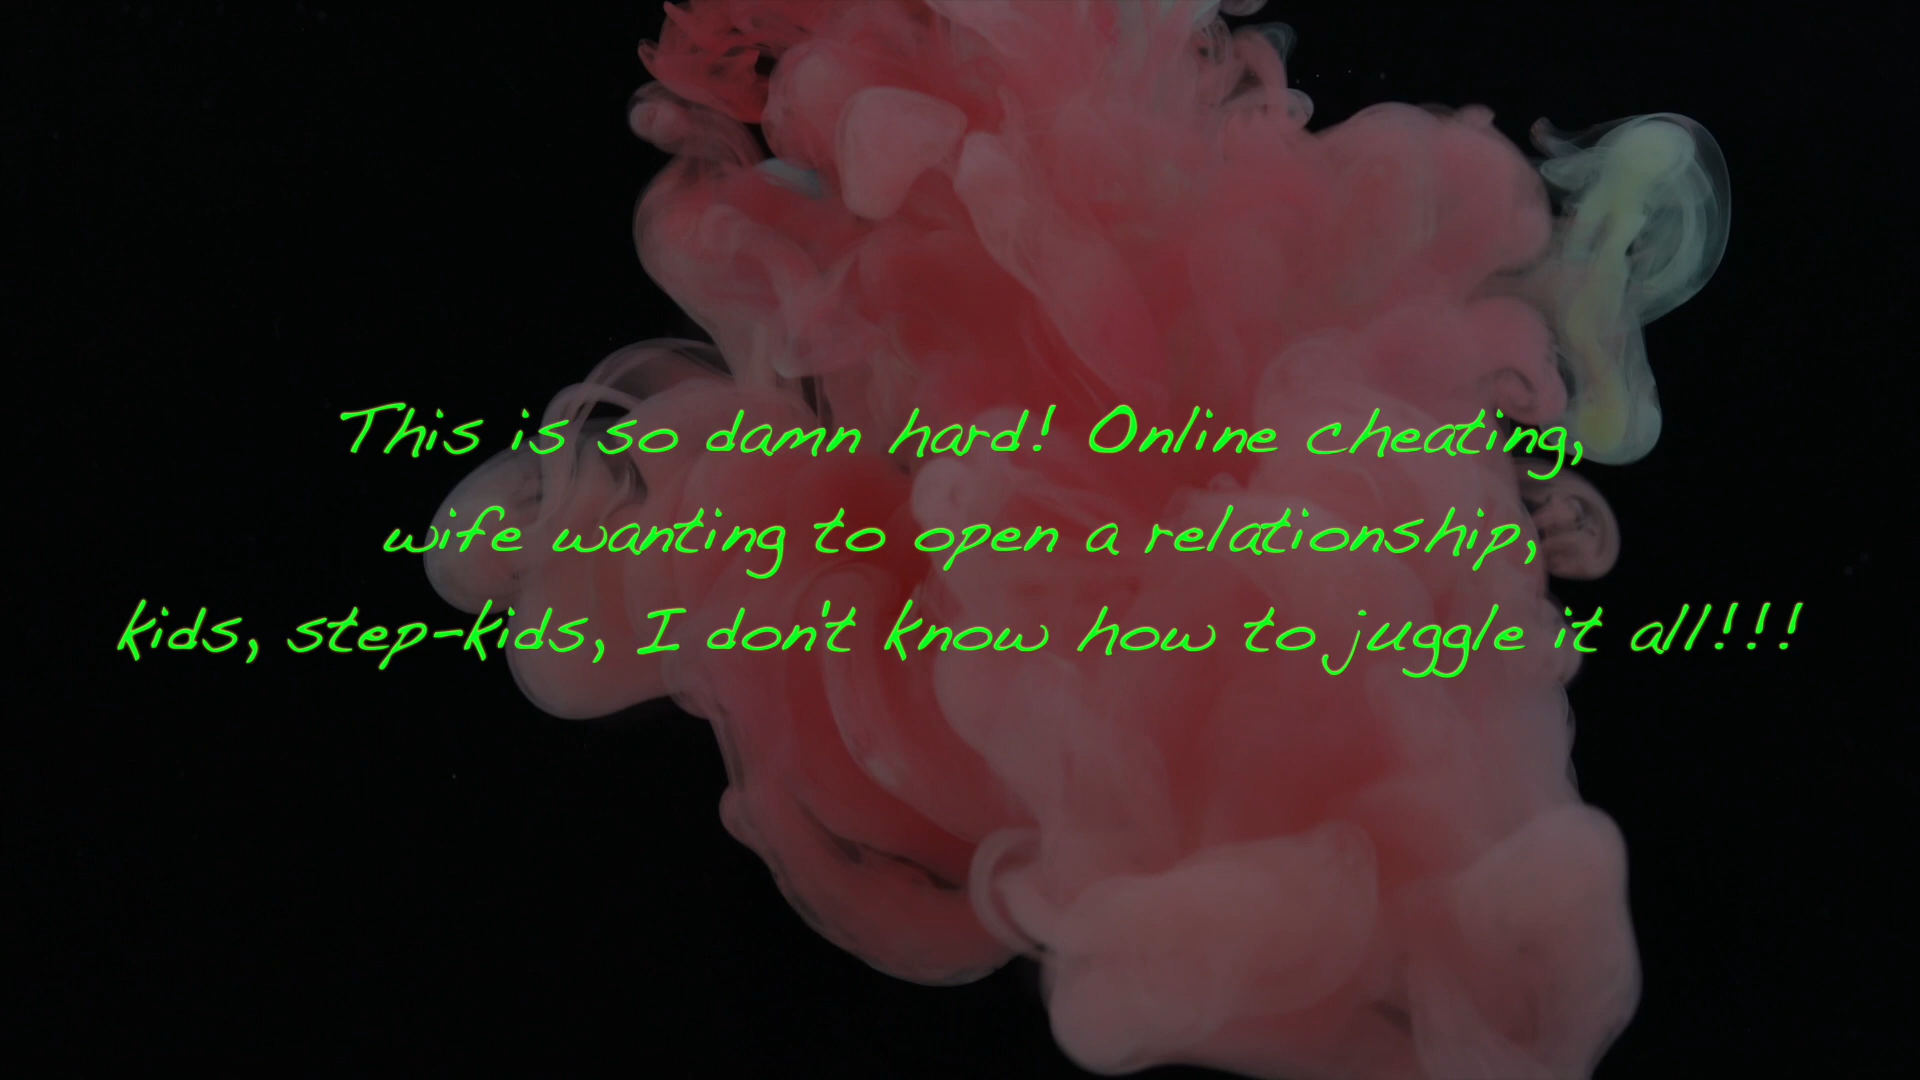 This is so damn hard! Online cheating,
wife wanting to open a relationship,
kids, step-kids, I don't know how to juggle it all!!!